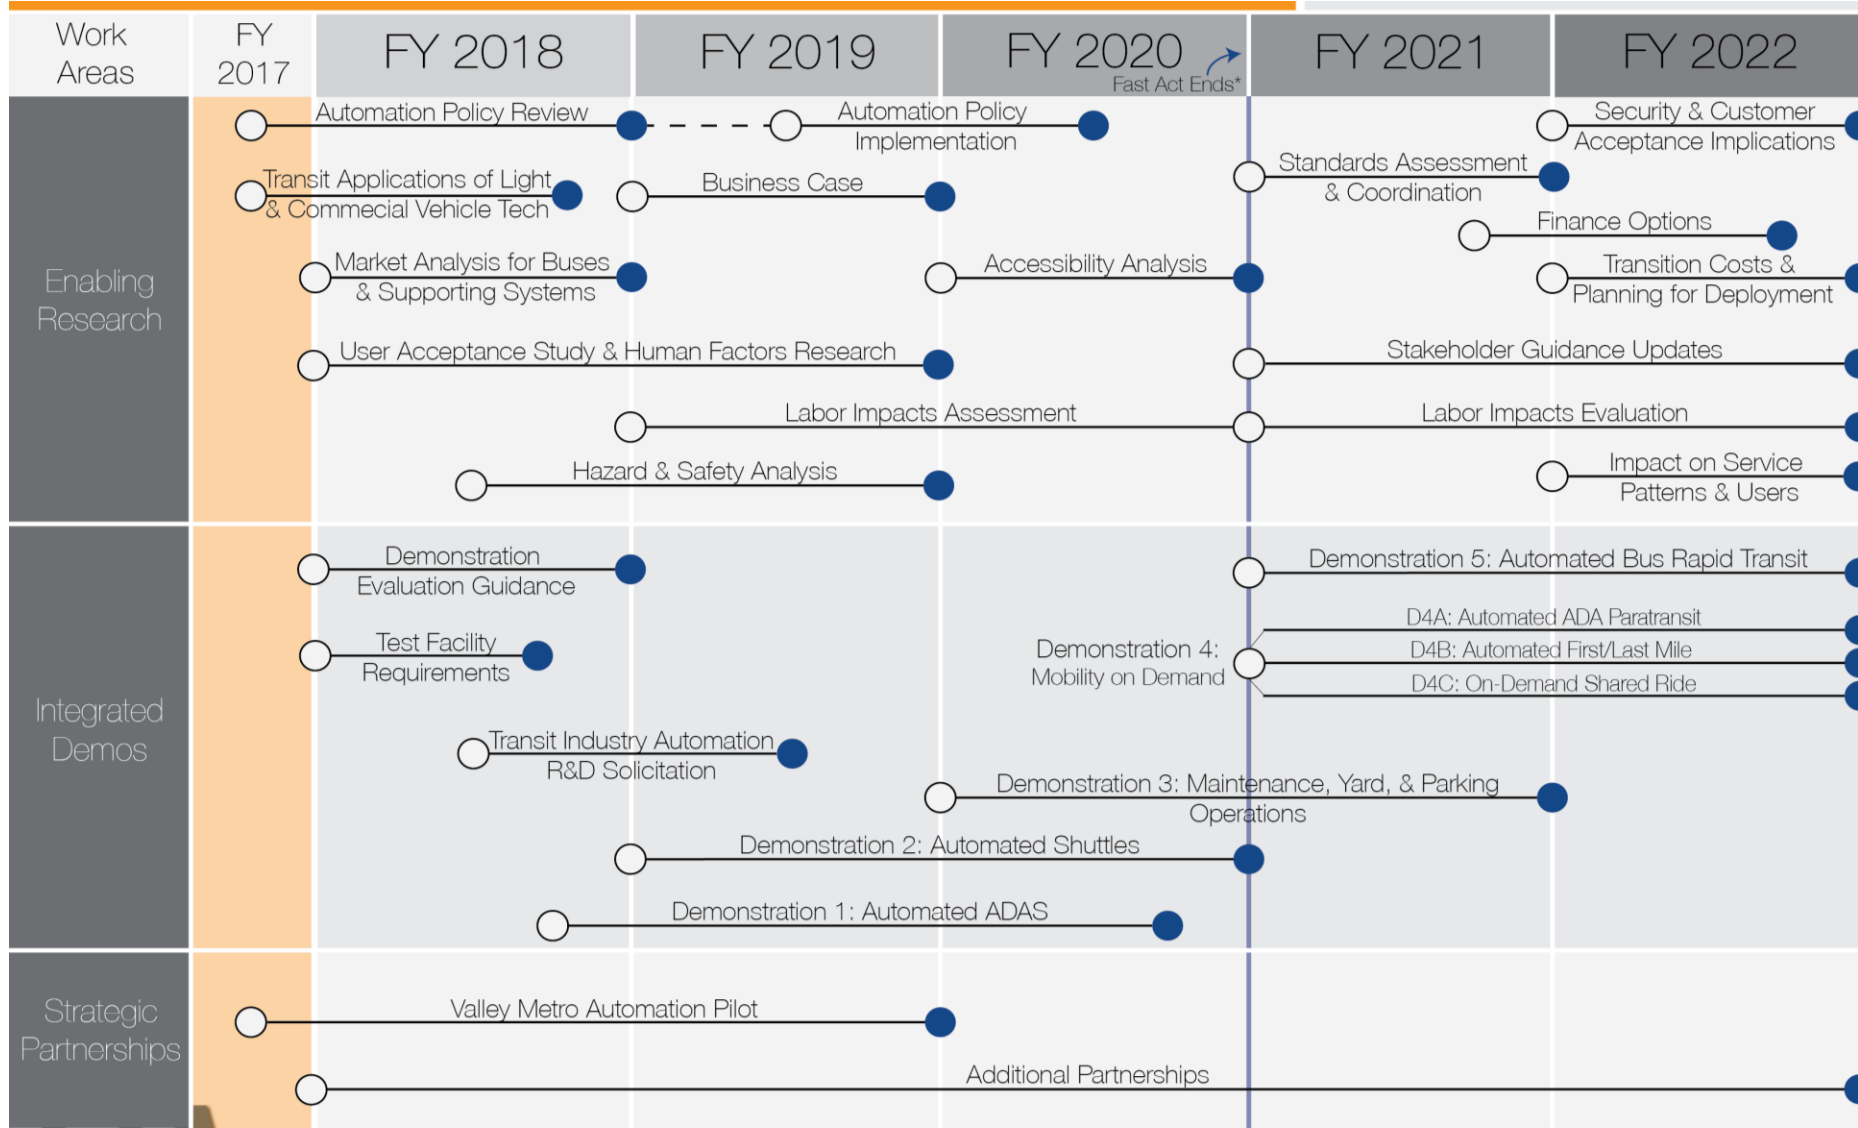 Work
Areas
FY
2017
FY 2018
FY 2019
FY 2020
Fast Act Ends*
FY 2021
FY 2022
Enabling
Research
Automation Policy Review
Automation Policy
Implementation
Security & Customer
Acceptance Implications
Transit Applications of Light
& Commecial Vehicle Tech
Business Case
Standards Assessment
& Coordination
Finance Options
Market Analysis for Buses
& Supporting Systems
Accessibility Analysis
Transition Costs &
Planning for Deployment
User Acceptance Study & Human Factors Research
Stakeholder Guidance Updates
Labor Impacts Assessment
Labor Impacts Evaluation
Hazard & Safety Analysis
Impact on Service
Patterns & Users
Integrated
Demos
Demonstration
Evaluation Guidance
Demonstration 5: Automated Bus Rapid Transit
Test Facility
Requirements
Demonstration 4:
Mobility on Demand
D4A: Automated ADA Paratransit
D4B: Automated First/Last Mile
D4C: On-Demand Shared Ride
Transit Industry Automation
R&D Solicitation
Demonstration 3: Maintenance, Yard, & Parking
Operations
Demonstration 2: Automated Shuttles
Demonstration 1: Automated ADAS
Strategic
Partnerships
Valley Metro Automation Pilot
Additional Partnerships